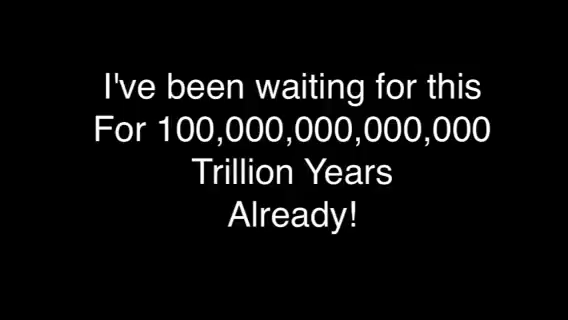 I've been waiting for this
For 100,000,000,000,000
Trillion Years
Already!